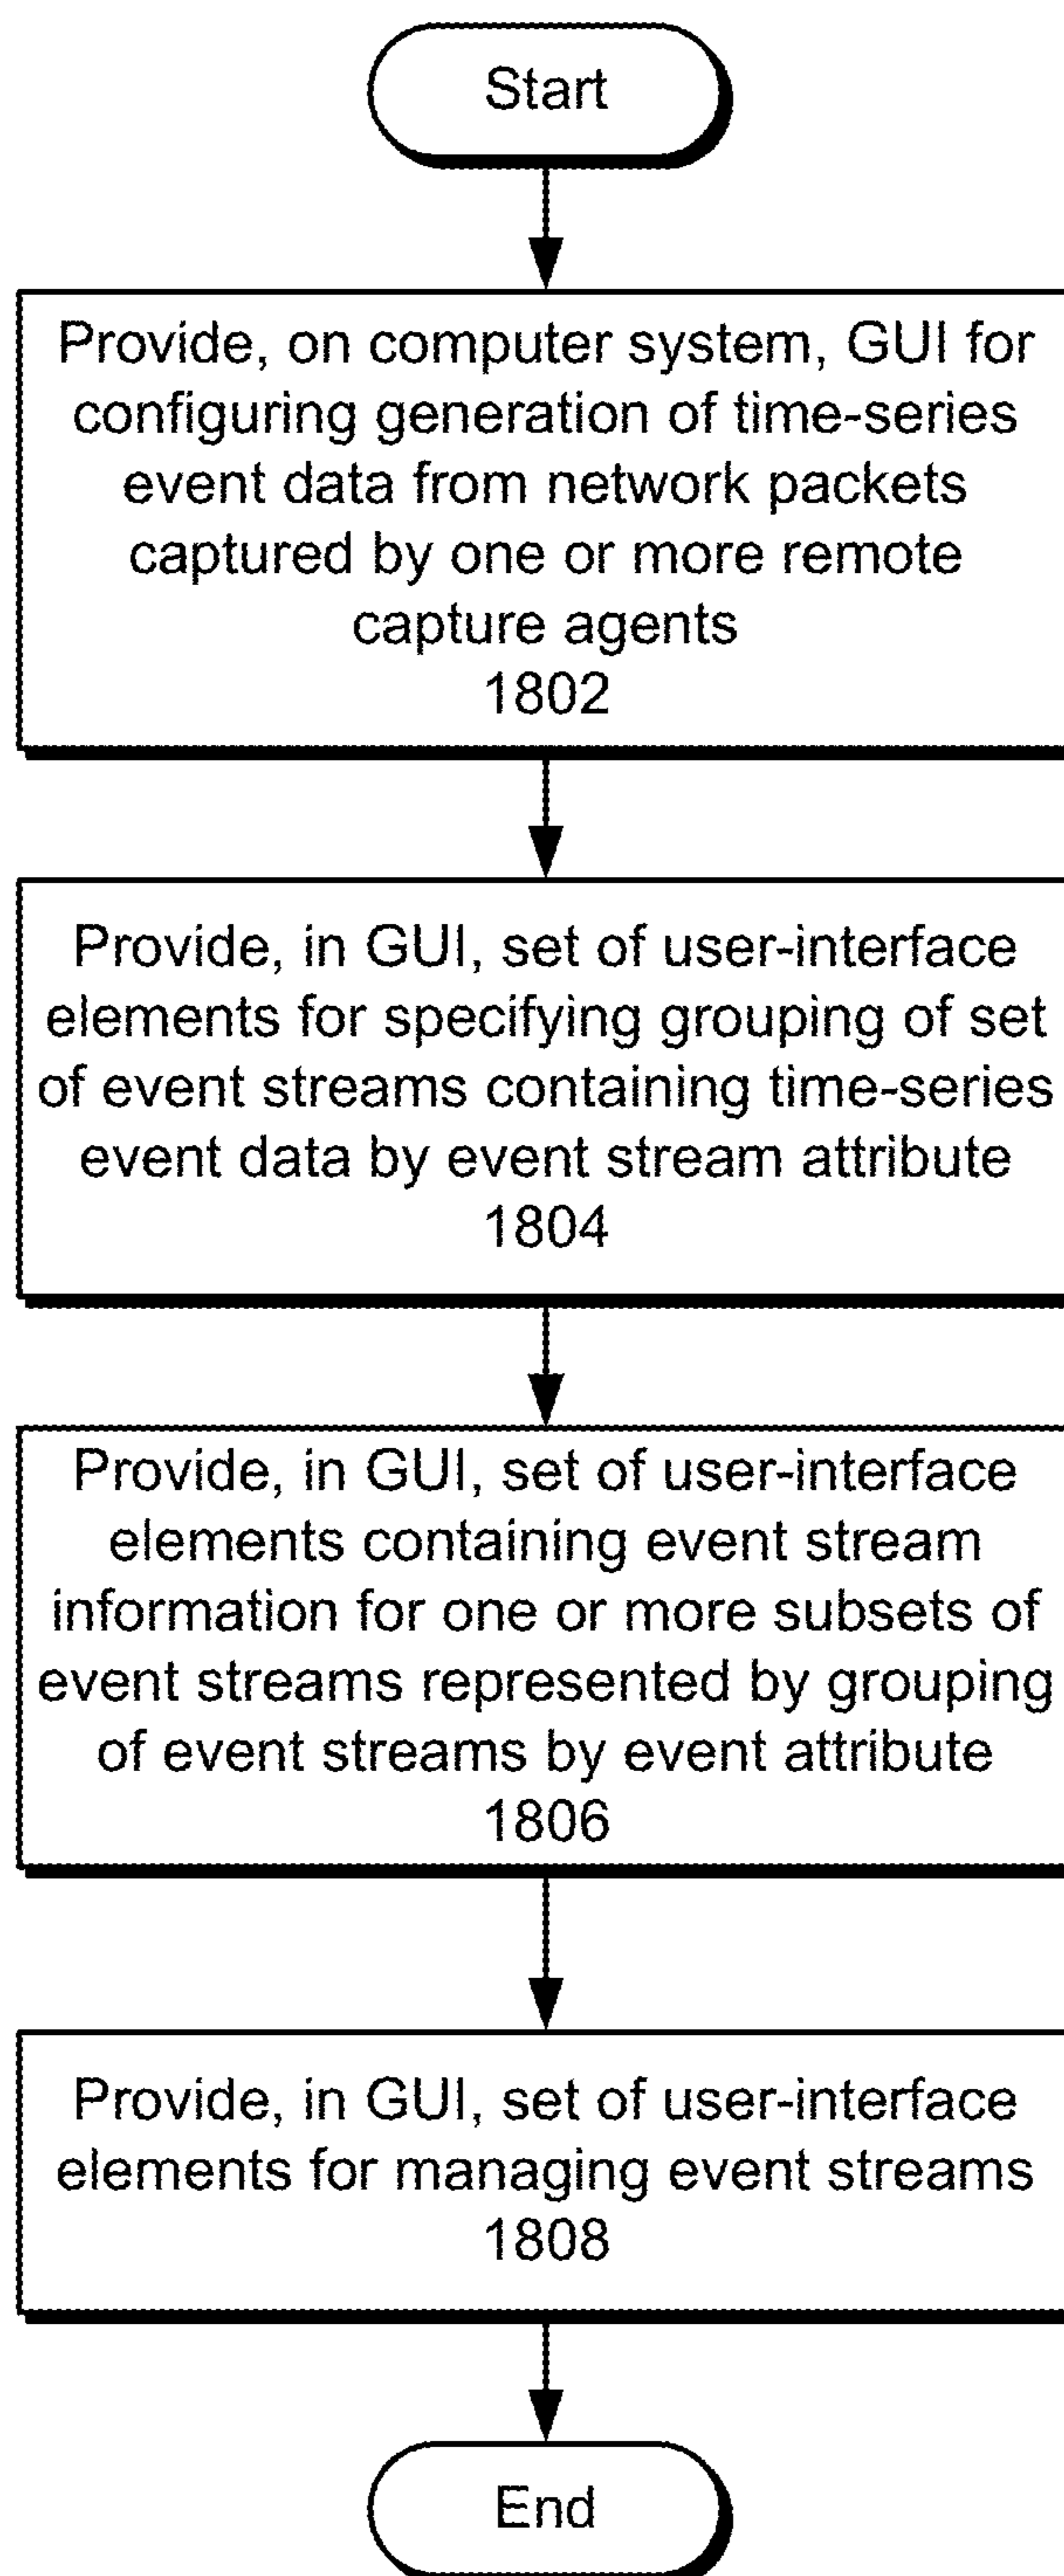 Start
Provide, on computer system, GUI for
configuring generation of time-series
event data from network packets
captured by one or more remote
capture agents
1802
Provide, in GUI, set of user-interface
elements for specifying grouping of set
of event streams containing time-series
event data by event stream attribute
1804
Provide, in GUI, set of user-interface
elements containing event stream
information for one or more subsets of
event streams represented by grouping
of event streams by event attribute
1806
Provide, in GUI, set of user-interface
elements for managing event streams
1808
End